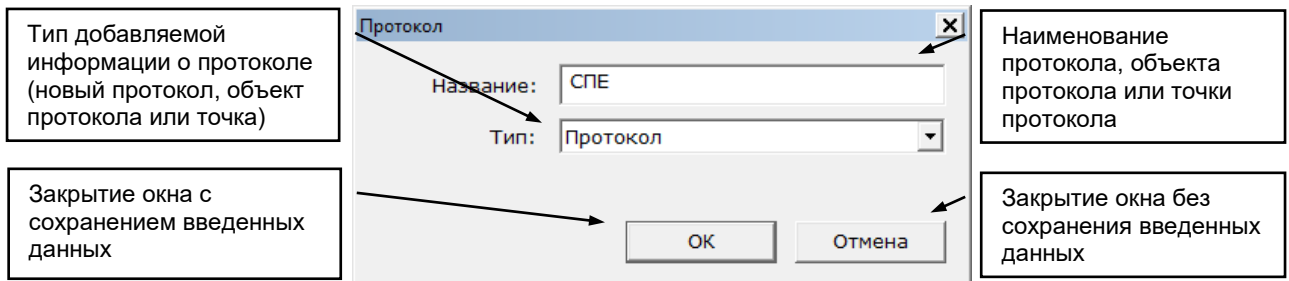 Тип добавляемой
информации о протоколе
(новый протокол, объект
протокола или точка)
Закрытие окна с
сохранением введенных
данных
Протокол
Название: СПЕ
Тип: Протокол
ОК Отмена
Наименование
протокола, объекта
протокола или точки
протокола
Закрытие окна без
сохранения введенных
данных